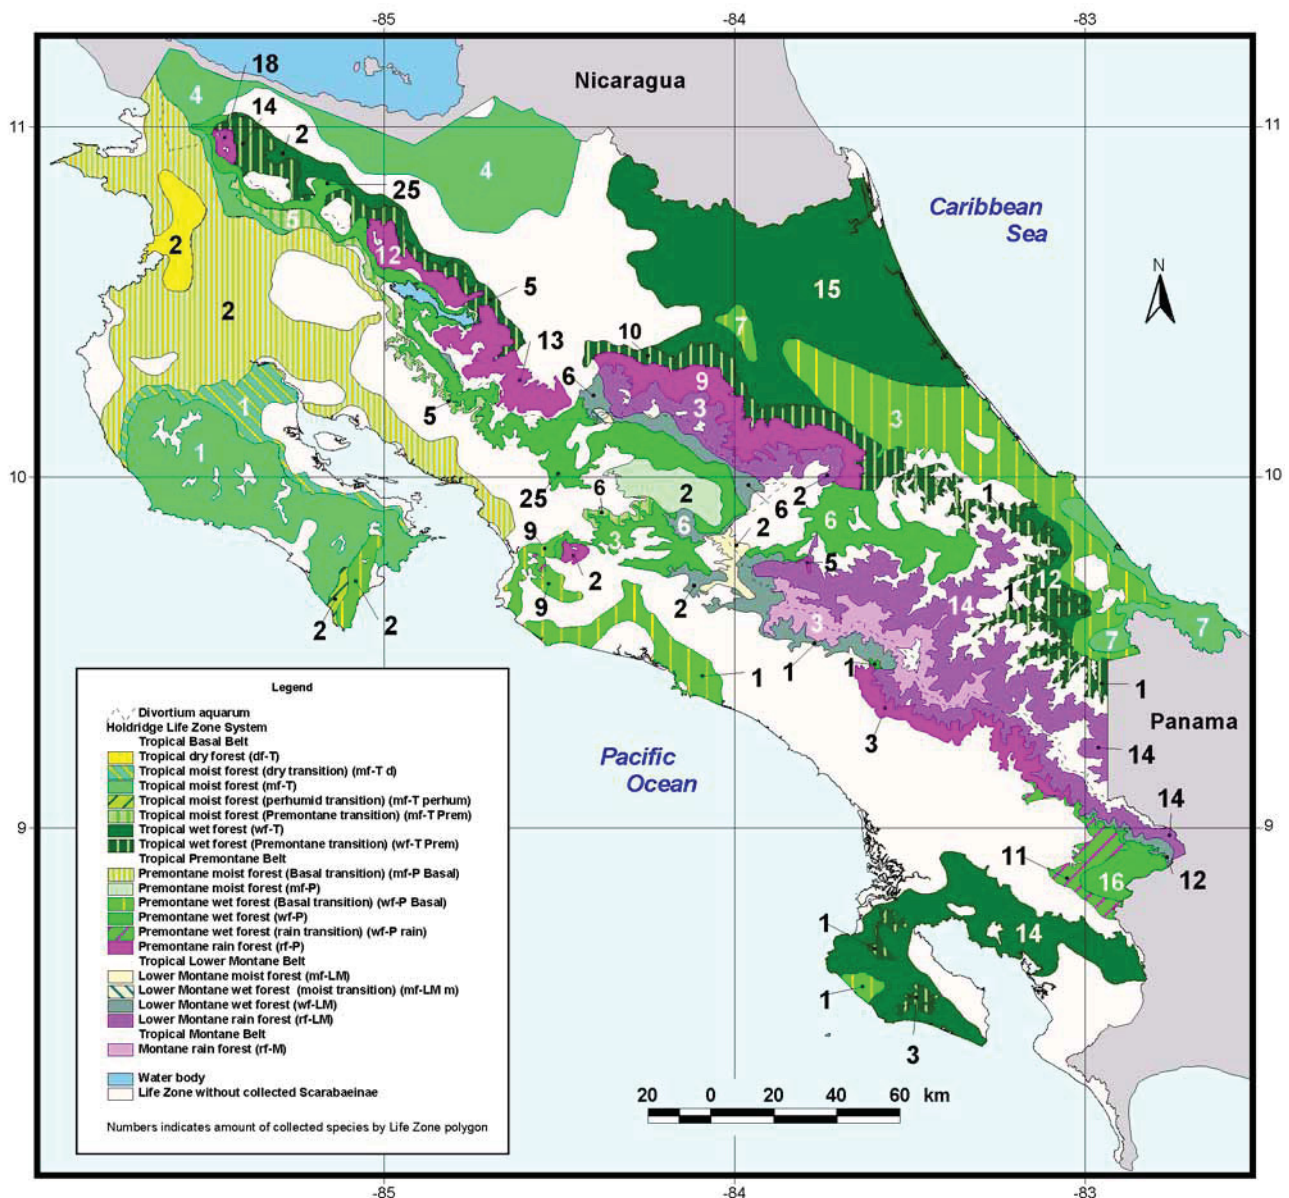 -85 -84 -83
Nicaragua
18
4
14
2
11 11
4
25
Caribbean
Sea
5
2
12
N
5
15
2
7
10
13
6
9
3
5
1
3
1
10 10
25
6
2
6
2
1
9
6
2
6
5
3
5
12
2
14
1
2
9
2
2
3
7
7
1
1
1
1
Panama
3
14
Pacific
Ocean
14
9 9
11
12
16
1
14
1
3
Legend
Divortium aquarum
Holdridge Life Zone System
Tropical Basal Belt
Tropical dry forest (df-T)
Tropical moist forest (dry transition) (mf-T d)
Tropical moist forest (mf-T)
Tropical moist forest (perhumid transition) (mf-T perhum)
Tropical moist forest (Premontane transition) (mf-T Prem)
Tropical wet forest (wf-T)
Tropical wet forest (Premontane transition) (wf-T Prem)
Tropical Premontane Belt
Premontane moist forest (Basal transition) (mf-P Basal)
Premontane moist forest (mf-P)
Premontane wet forest (Basal transition) (wf-P Basal)
Premontane wet forest (wf-P)
Premontane wet forest (rain transition) (wf-P rain)
Premontane rain forest (rf-P)
Tropical Lower Montane Belt
Lower Montane moist forest (mf-LM)
Lower Montane wet forest (moist transition) (mf-LM m)
Lower Montane wet forest (wf-LM)
Lower Montane rain forest (rf-LM)
Tropical Montane Belt
Montane rain forest (rf-M)
Water body
Life Zone without collected Scarabaeinae
Numbers indicates amount of collected species by Life Zone polygon
20 0 20 40 60 km
-85 -84 -83